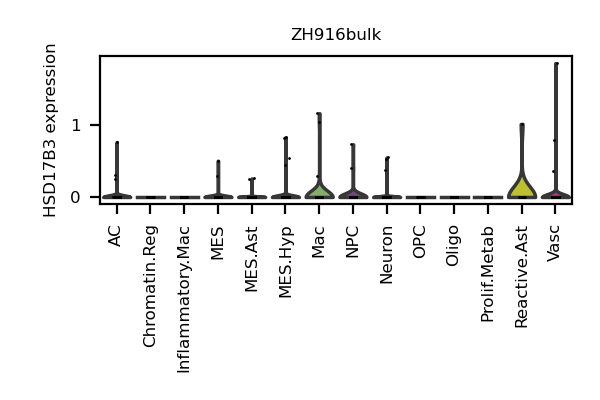 ZH916bulk
HSD17B3 expression
1
0
AC
Chromatin.Reg
Inflammatory.Mac
MES
MES.Ast
MES.Hyp
Mac
NPC
Neuron
OPC
Oligo
Prolif.Metab
Reactive.Ast
Vasc